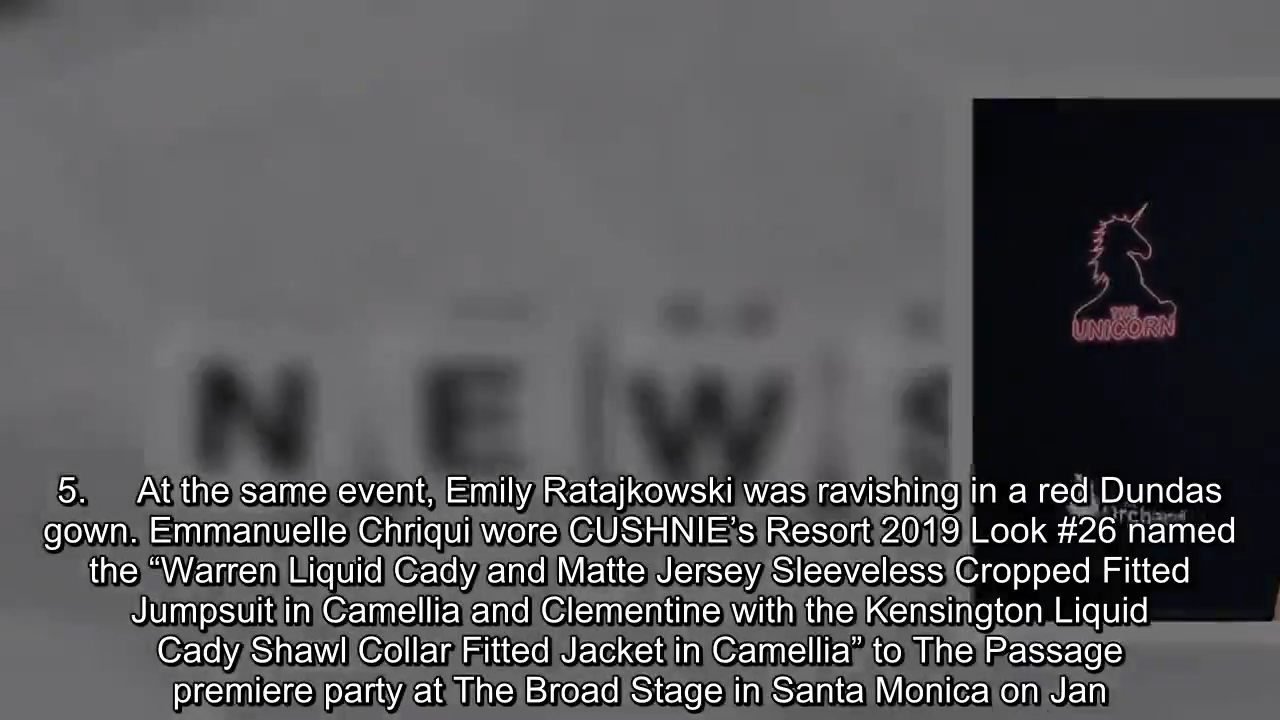 NEWS
THE
UNICORN
5. At the same event, Emily Ratajkowski was ravishing in a red Dundas
gown. Emmanuelle Chriqui wore CUSHNIE’s Resort 2019 Look #26 named
the “Warren Liquid Cady and Matte Jersey Sleeveless Cropped Fitted
Jumpsuit in Camellia and Clementine with the Kensington Liquid
Cady Shawl Collar Fitted Jacket in Camellia” to The Passage
premiere party at The Broad Stage in Santa Monica on Jan